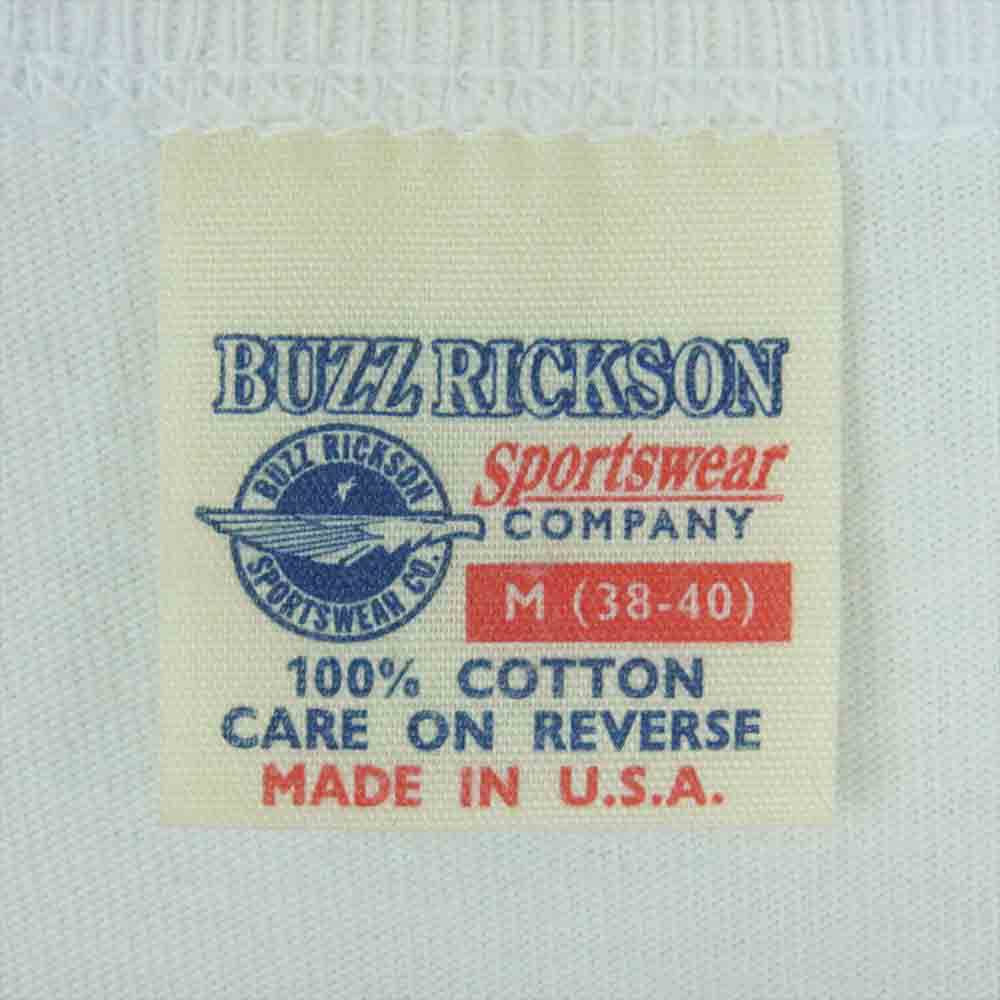 BUZZ RICKSON
BUZZ RICKSON
SPORTSWEAR CO.
Sportswear
COMPANY
M (38-40)
100% COTTON
CARE ON REVERSE
MADE IN U.S.A.